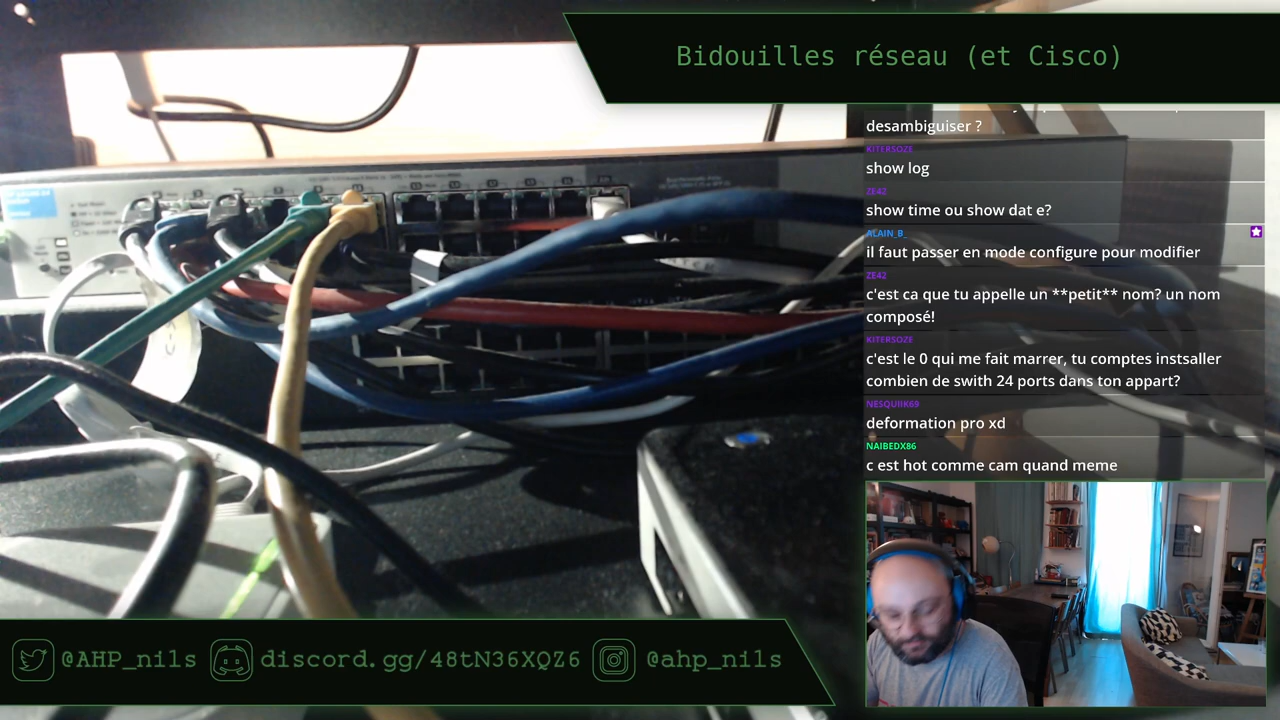 Bidouilles réseau (et Cisco)
desambiguiser ?
KITERSOZE
show log
ZE42
show time ou show dat e?
ALAIN_B_
il faut passer en mode configure pour modifier
ZE42
c'est ca que tu appelle un **petit** nom? un nom
composé!
KITERSOZE
c'est le 0 qui me fait marrer, tu comptes instsaller
combien de swith 24 ports dans ton appart?
NESQUIIK69
deformation pro xd
NAIBEDX86
c est hot comme cam quand meme
@AHP_nils
discord.gg/48tN36XQZ6
@ahp_nils